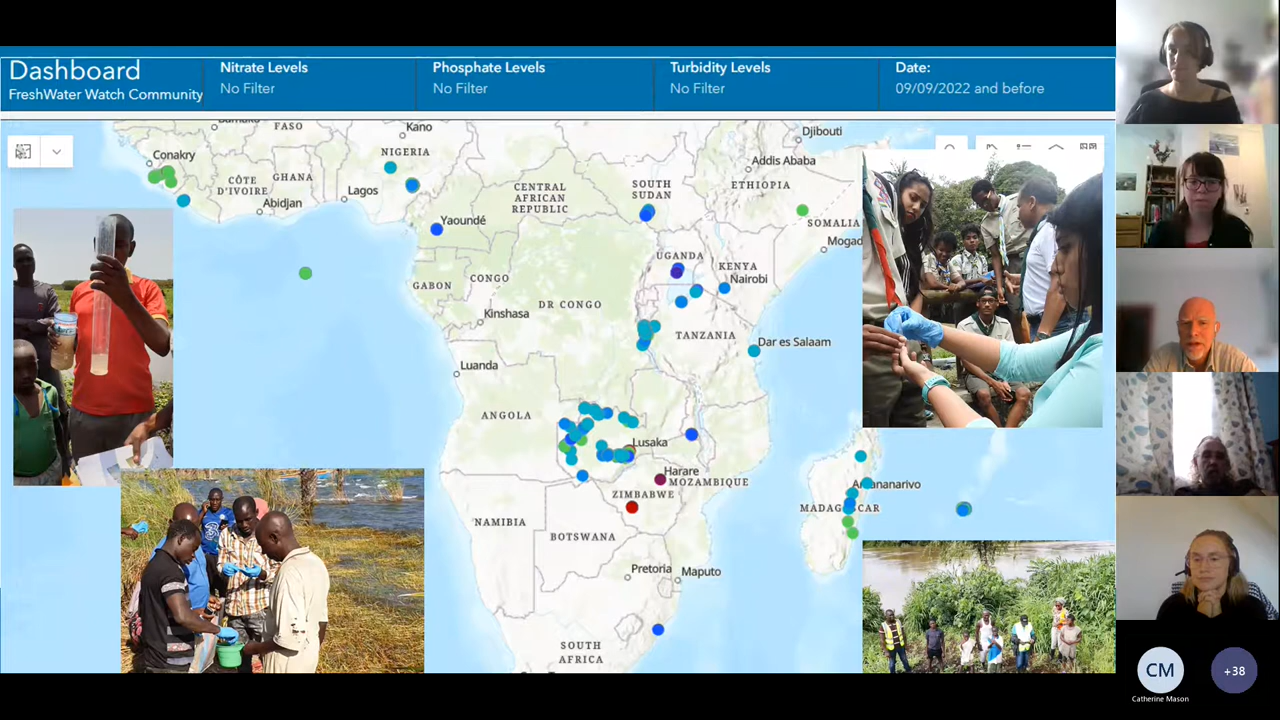 Dashboard
FreshWater Watch Community
Nitrate Levels
No Filter
Phosphate Levels
No Filter
Turbidity Levels
No Filter
Date:
09/09/2022 and before
FASO
Kano
Djibouti
Conakry
NIGERIA
Addis Ababa
CÔTE
D'IVOIRE
GHANA
Lagos
Abidjan
CENTRAL
AFRICAN
REPUBLIC
SOUTH
SUDAN
ETHIOPIA
Yaoundé
SOMALIA
Mogad
UGANDA
KENYA
Nairobi
GABON
CONGO
DR CONGO
Kinshasa
TANZANIA
Dar es Salaam
Luanda
ANGOLA
Lusaka
Harare
MOZAMBIQUE
ZIMBABWE
NAMIBIA
BOTSWANA
MADAGASCAR
Pretoria
Maputo
SOUTH
AFRICA
CM
Catherine Mason
+38